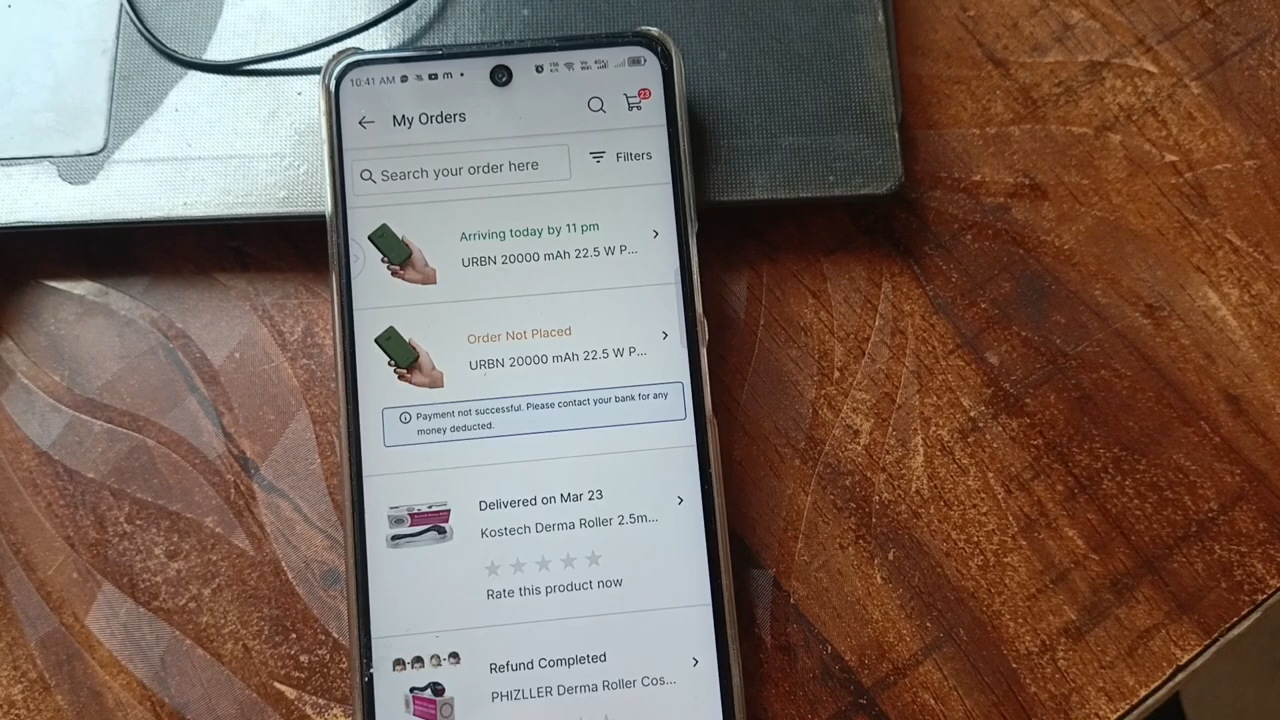 10:41 AM
My Orders
23
Search your order here
Filters
Arriving today by 11 pm
URBN 20000 mAh 22.5 W P...
Order Not Placed
URBN 20000 mAh 22.5 W P...
Payment not successful. Please contact your bank for any
money deducted.
Delivered on Mar 23
Kostech Derma Roller 2.5m...
Rate this product now
Refund Completed
PHIZLLER Derma Roller Cos...